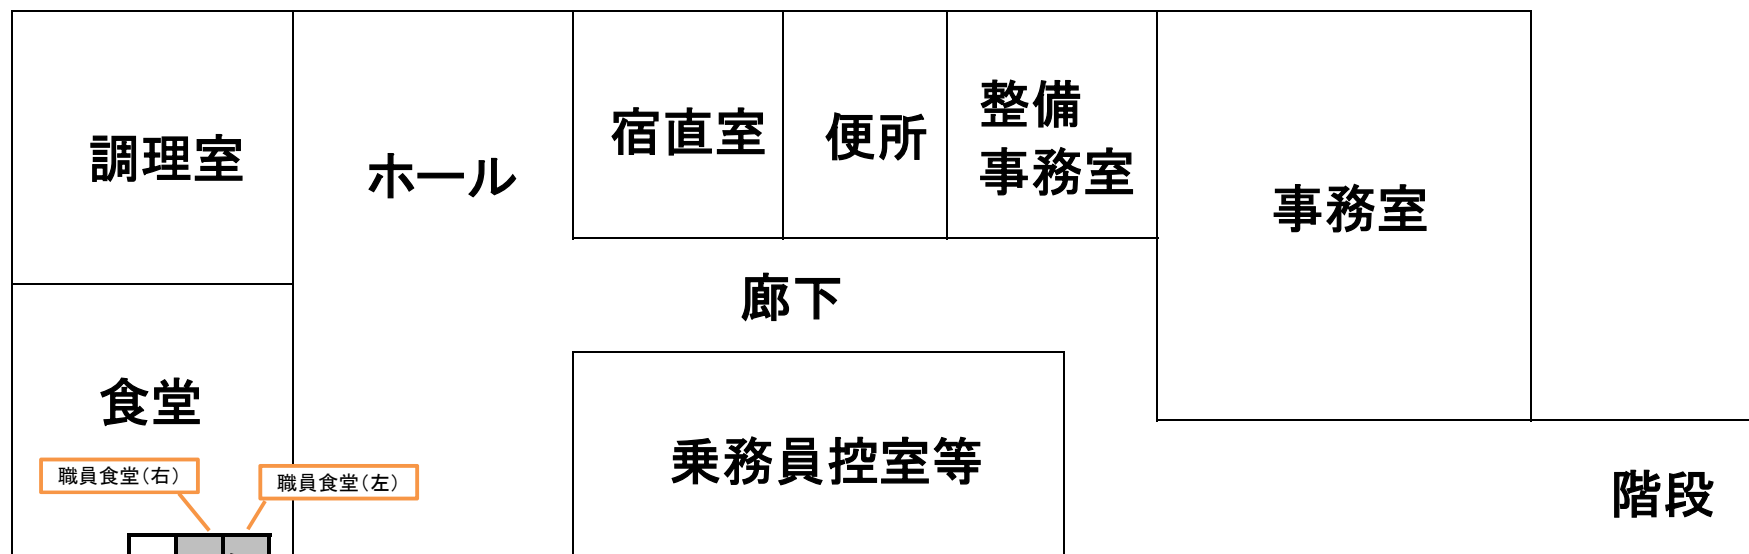 調理室
ホール
宿直室
便所
整備
事務室
事務室
廊下
食堂
乗務員控室等
職員食堂(右)
職員食堂(左)
階段